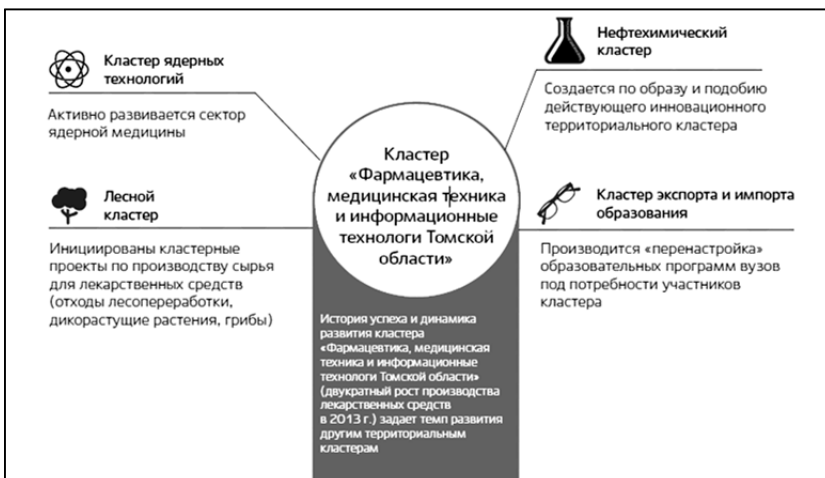 Кластер ядерных
технологий
Активно развивается сектор
ядерной медицины
Лесной
кластер
Инициированы кластерные
проекты по производству сырья
для лекарственных средств
(отходы лесопереработки,
дикорастущие растения, грибы)
Кластер
«Фармацевтика,
медицинская техника
и информационные
технологи Томской
области»
История успеха и динамика
развития кластера
«Фармацевтика, медицинская
техника и информационные
технологи Томской области»
(двукратный рост производства
лекарственных средств
в 2013 г.) задает темп развития
другим территориальным
кластерам
Нефтехимический
кластер
Создается по образу и подобию
действующего инновационного
территориального кластера
Кластер экспорта и импорта
образования
Производится «перенастройка»
образовательных программ вузов
под потребности участников
кластера